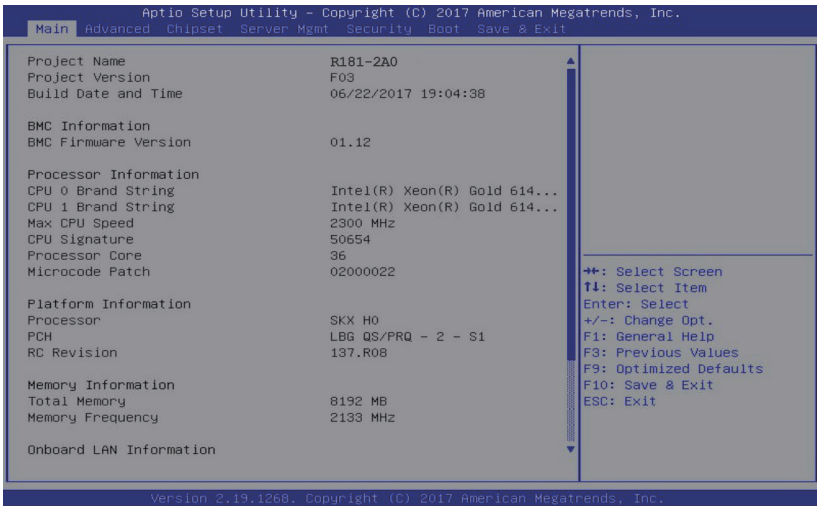 Aptio Setup Utility – Copyright (C) 2017 American Megatrends, Inc.
Main Advanced Chipset Server Mgmt Security Boot Save & Exit
Project Name R181-2A0
Project Version F03
Build Date and Time 06/22/2017 19:04:38
BMC Information
BMC Firmware Version 01.12
Processor Information
CPU 0 Brand String Intel(R) Xeon(R) Gold 614...
CPU 1 Brand String Intel(R) Xeon(R) Gold 614...
Max CPU Speed 2300 MHz
CPU Signature 50654
Processor Core 36
Microcode Patch 02000022
Platform Information
Processor SKX H0
PCH LBG QS/PRQ - 2 - S1
RC Revision 137.R08
Memory Information
Total Memory 8192 MB
Memory Frequency 2133 MHz
Onboard LAN Information
→←: Select Screen
↑↓: Select Item
Enter: Select
+/-: Change Opt.
F1: General Help
F3: Previous Values
F9: Optimized Defaults
F10: Save & Exit
ESC: Exit
Version 2.19.1268. Copyright (C) 2017 American Megatrends, Inc.